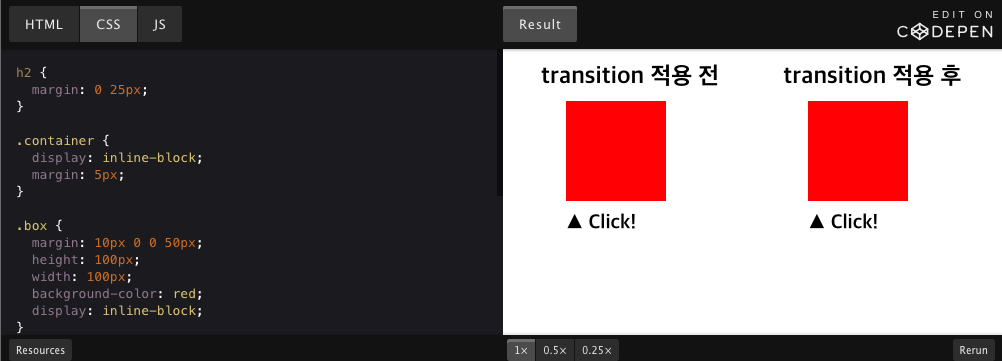 HTML CSS JS Result EDIT ON
CODEPEN
h2 {
margin: 0 25px;
}
.container {
display: inline-block;
margin: 5px;
}
.box {
margin: 10px 0 0 50px;
height: 100px;
width: 100px;
background-color: red;
display: inline-block;
}
transition 적용 전 transition 적용 후
▲ Click! ▲ Click!
Resources 1× 0.5× 0.25× Rerun